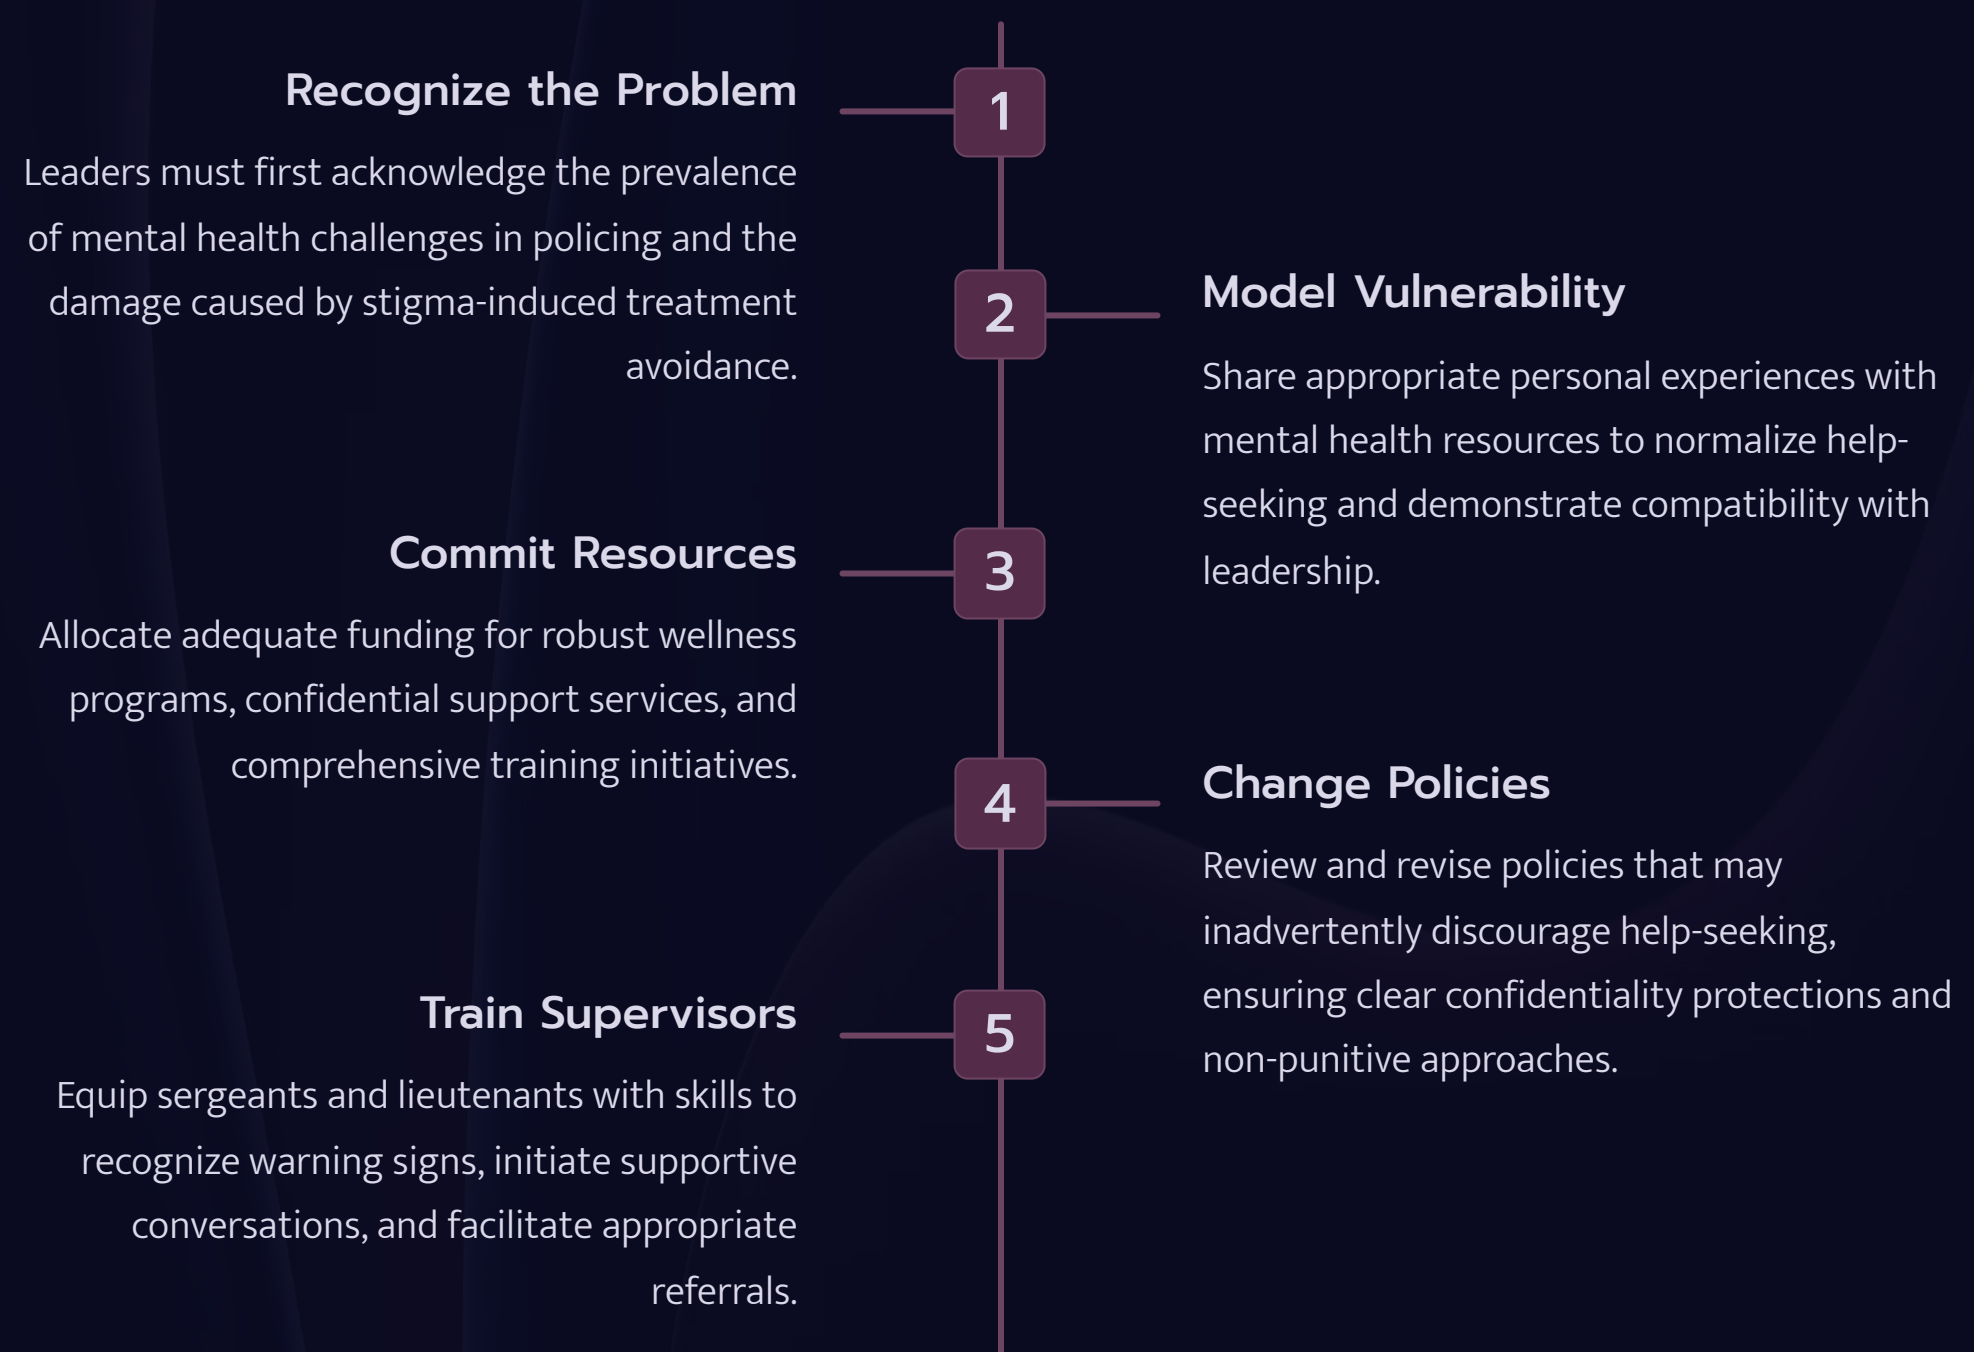 1
Recognize the Problem
Leaders must first acknowledge the prevalence
of mental health challenges in policing and the
damage caused by stigma-induced treatment
avoidance.
2
Model Vulnerability
Share appropriate personal experiences with
mental health resources to normalize help-
seeking and demonstrate compatibility with
leadership.
3
Commit Resources
Allocate adequate funding for robust wellness
programs, confidential support services, and
comprehensive training initiatives.
4
Change Policies
Review and revise policies that may
inadvertently discourage help-seeking,
ensuring clear confidentiality protections and
non-punitive approaches.
5
Train Supervisors
Equip sergeants and lieutenants with skills to
recognize warning signs, initiate supportive
conversations, and facilitate appropriate
referrals.